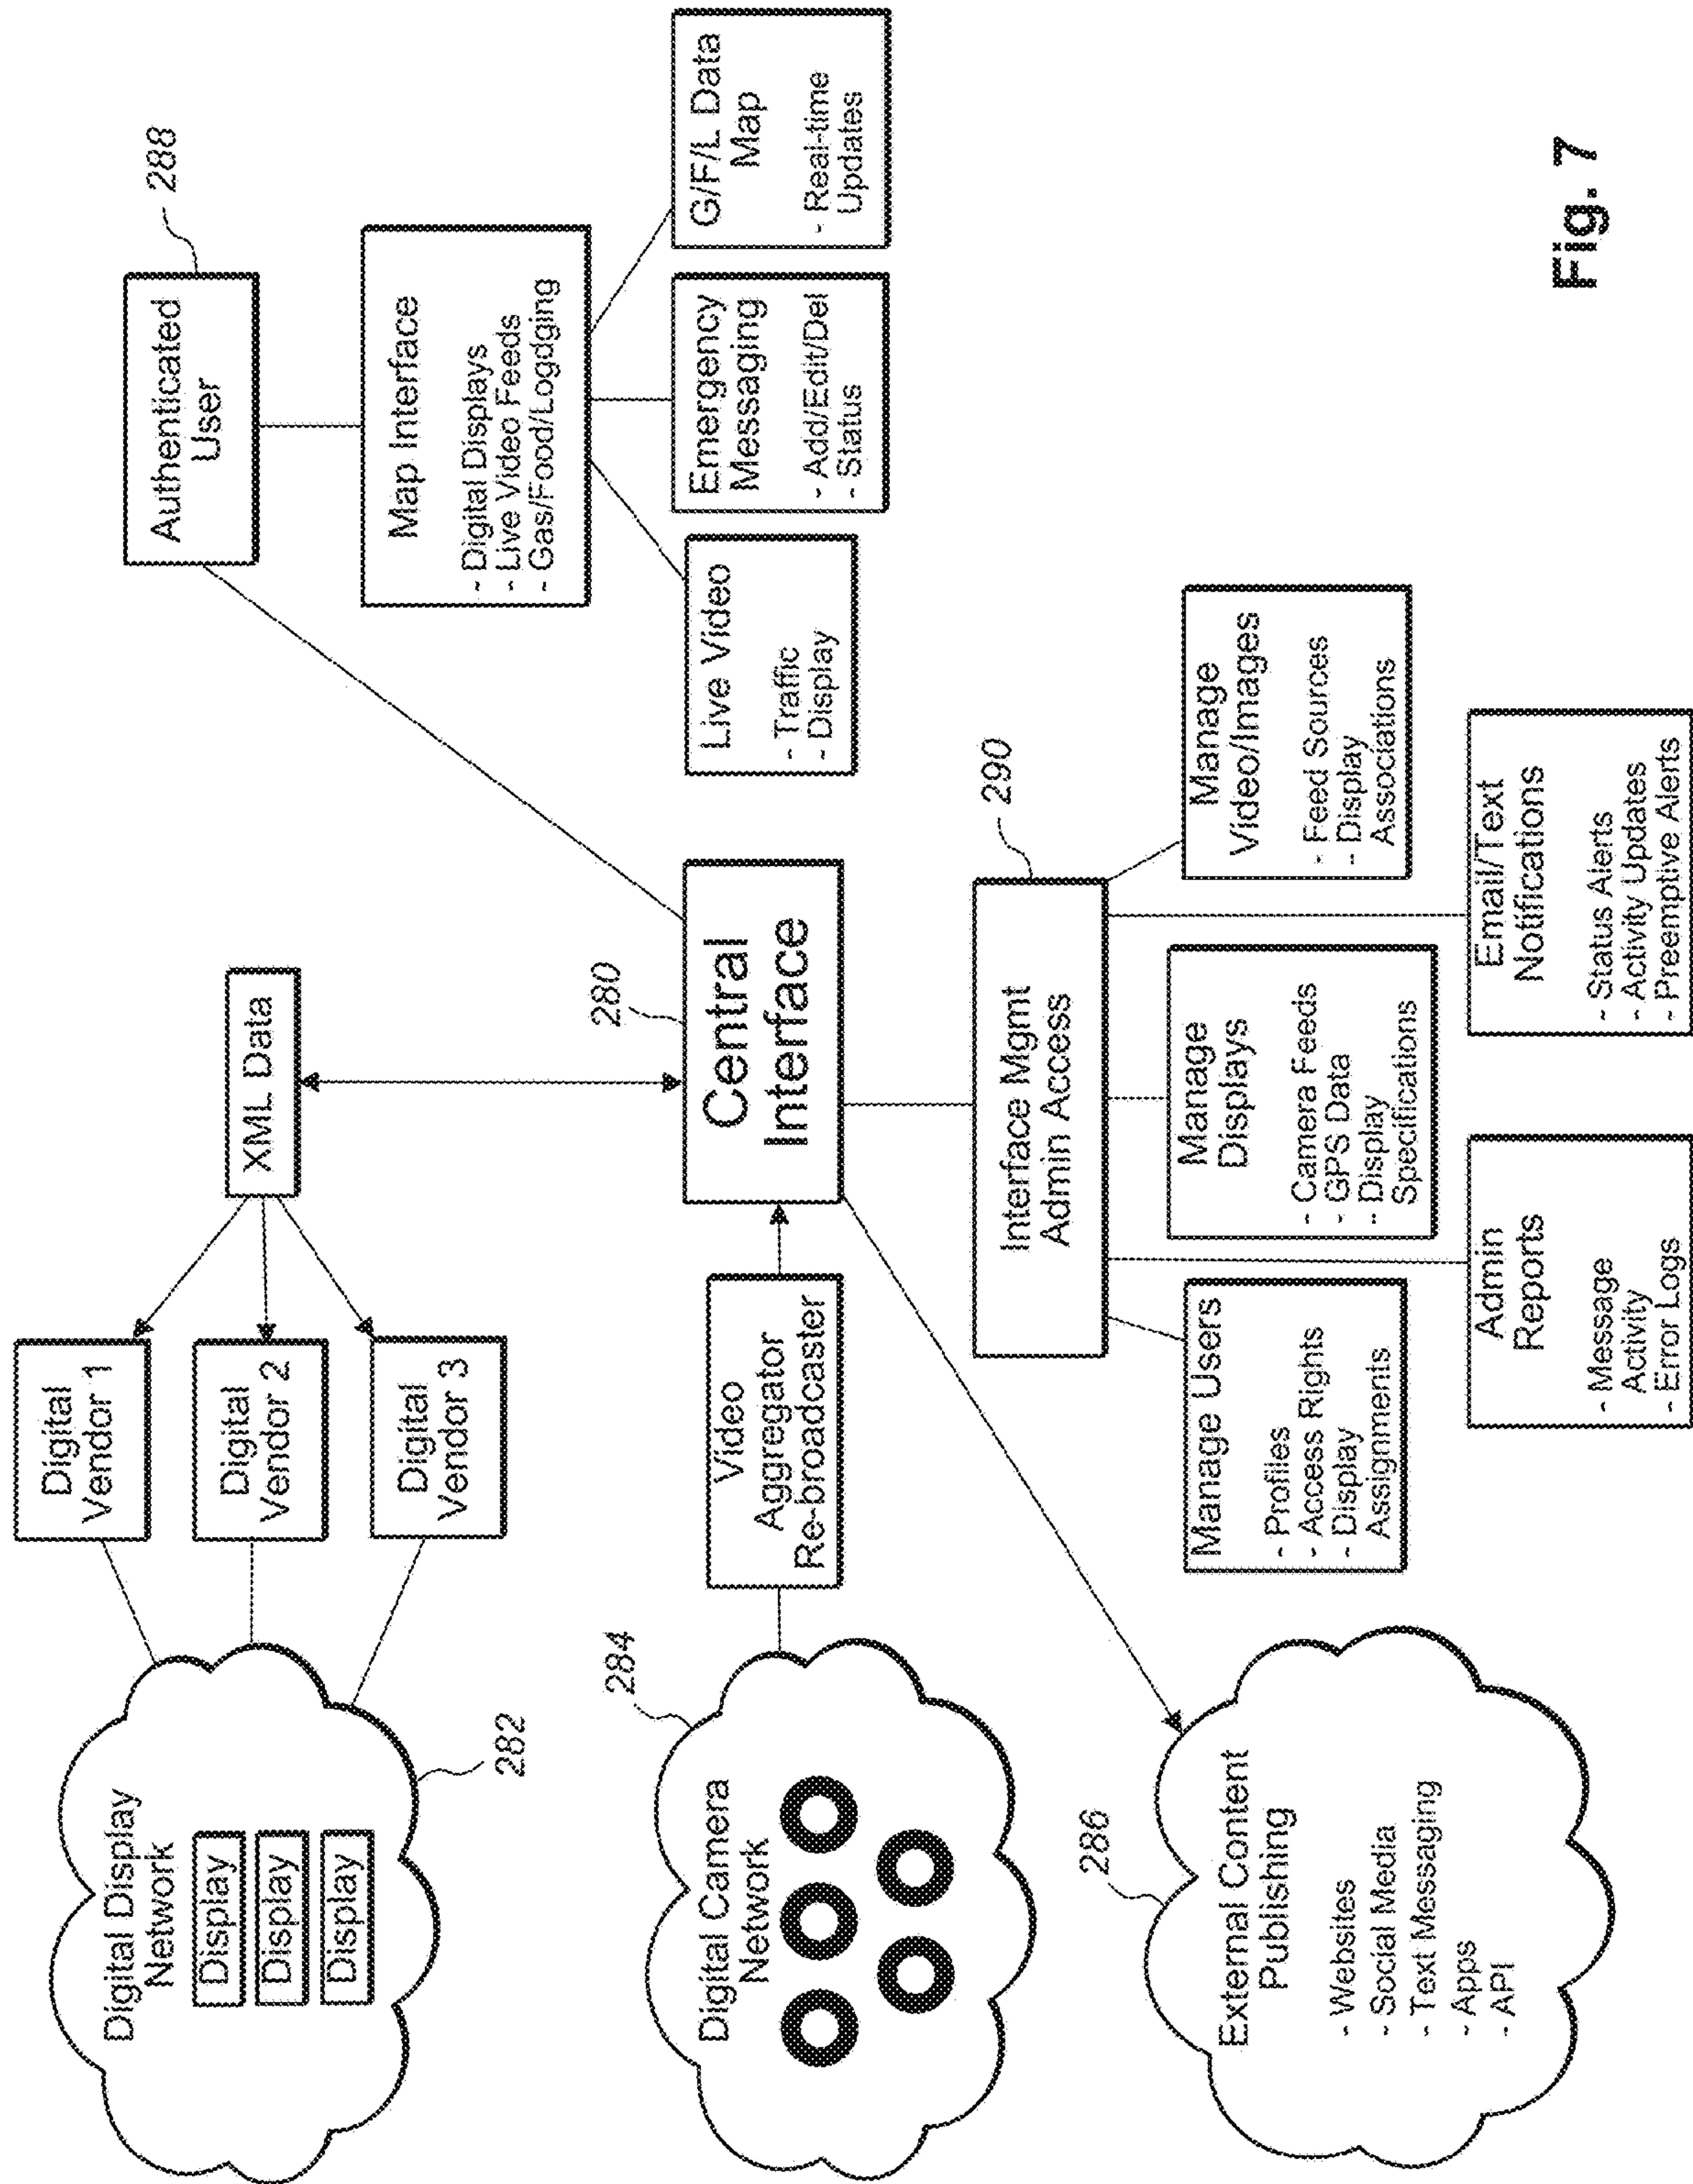 Digital Display
Network
Display
Display
Display
282
Digital
Vendor 1
Digital
Vendor 2
Digital
Vendor 3
XML Data
Authenticated
User
288
Map Interface
- Digital Displays
- Live Video Feeds
- Gas/Food/Logdging
Live Video
- Traffic
- Display
Emergency
Messaging
- Add/Edit/Del
- Status
G/F/L Data
Map
- Real-time
Updates
Digital Camera
Network
284
Video
Aggregator
Re-broadcaster
280
Central
Interface
External Content
Publishing
- Websites
- Social Media
- Text Messaging
- Apps
- API
286
Interface Mgmt
Admin Access
290
Manage Users
- Profiles
- Access Rights
- Display
Assignments
Manage
Displays
- Camera Feeds
- GPS Data
- Display
Specifications
Manage
Video/Images
- Feed Sources
- Display
Associations
Admin
Reports
- Message
Activity
- Error Logs
Email/Text
Notifications
- Status Alerts
- Activity Updates
- Preemptive Alerts
Fig. 7